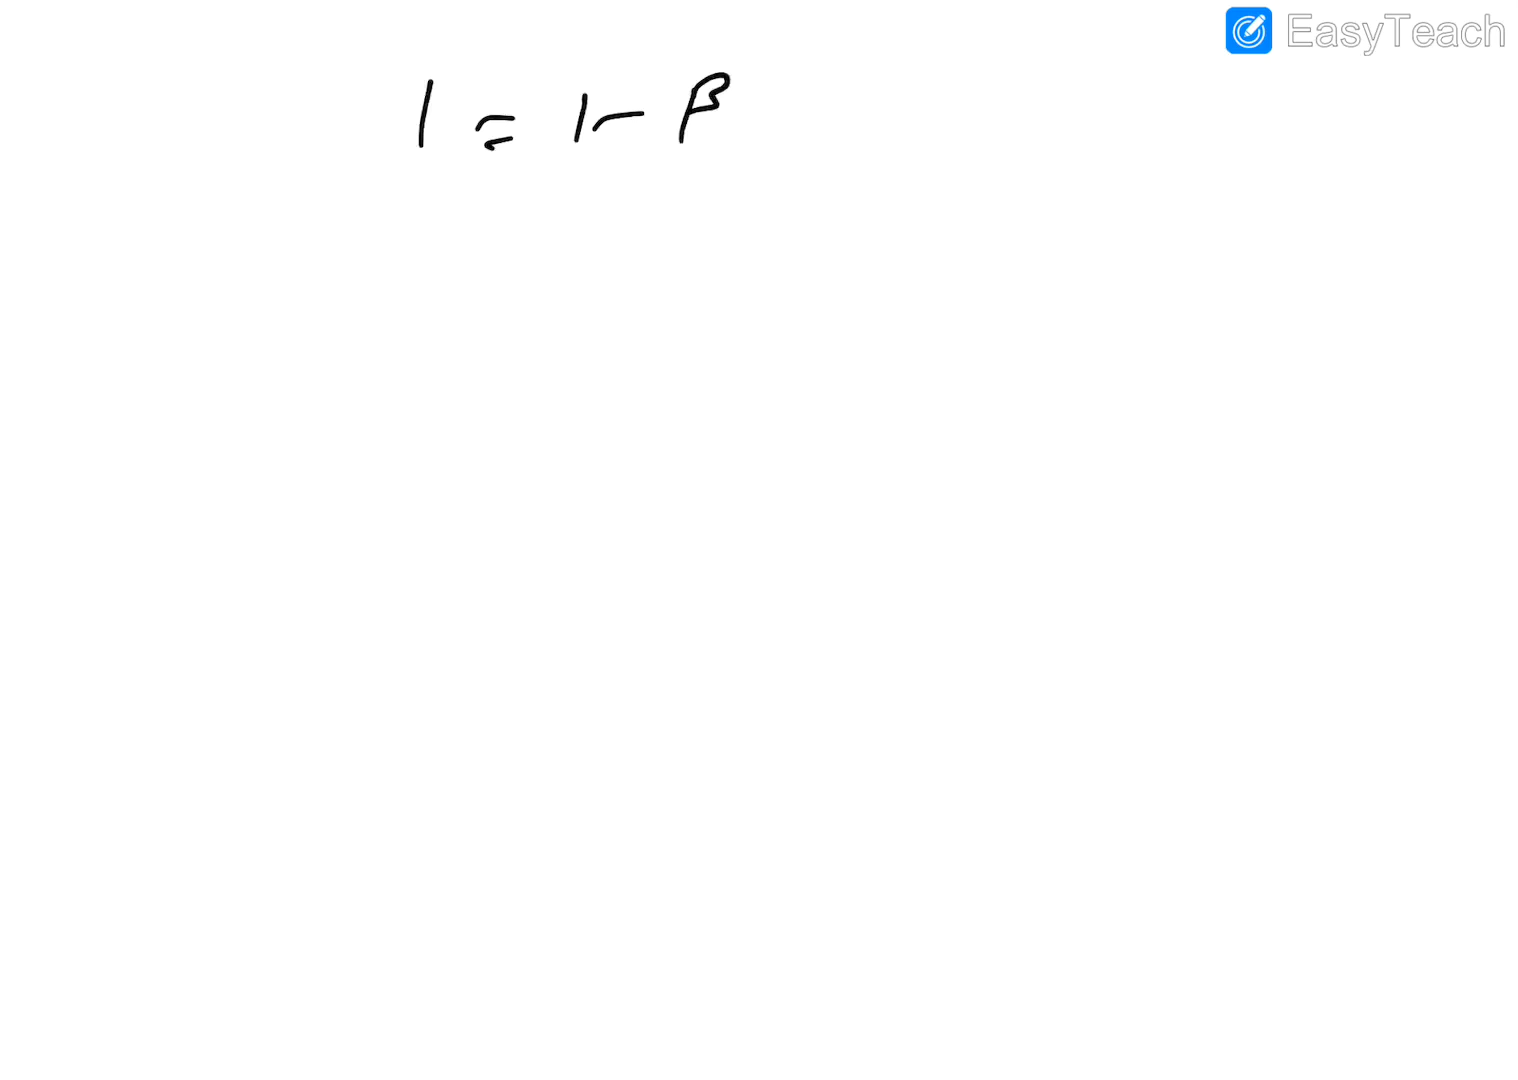 EasyTeach
1 = 1 - β